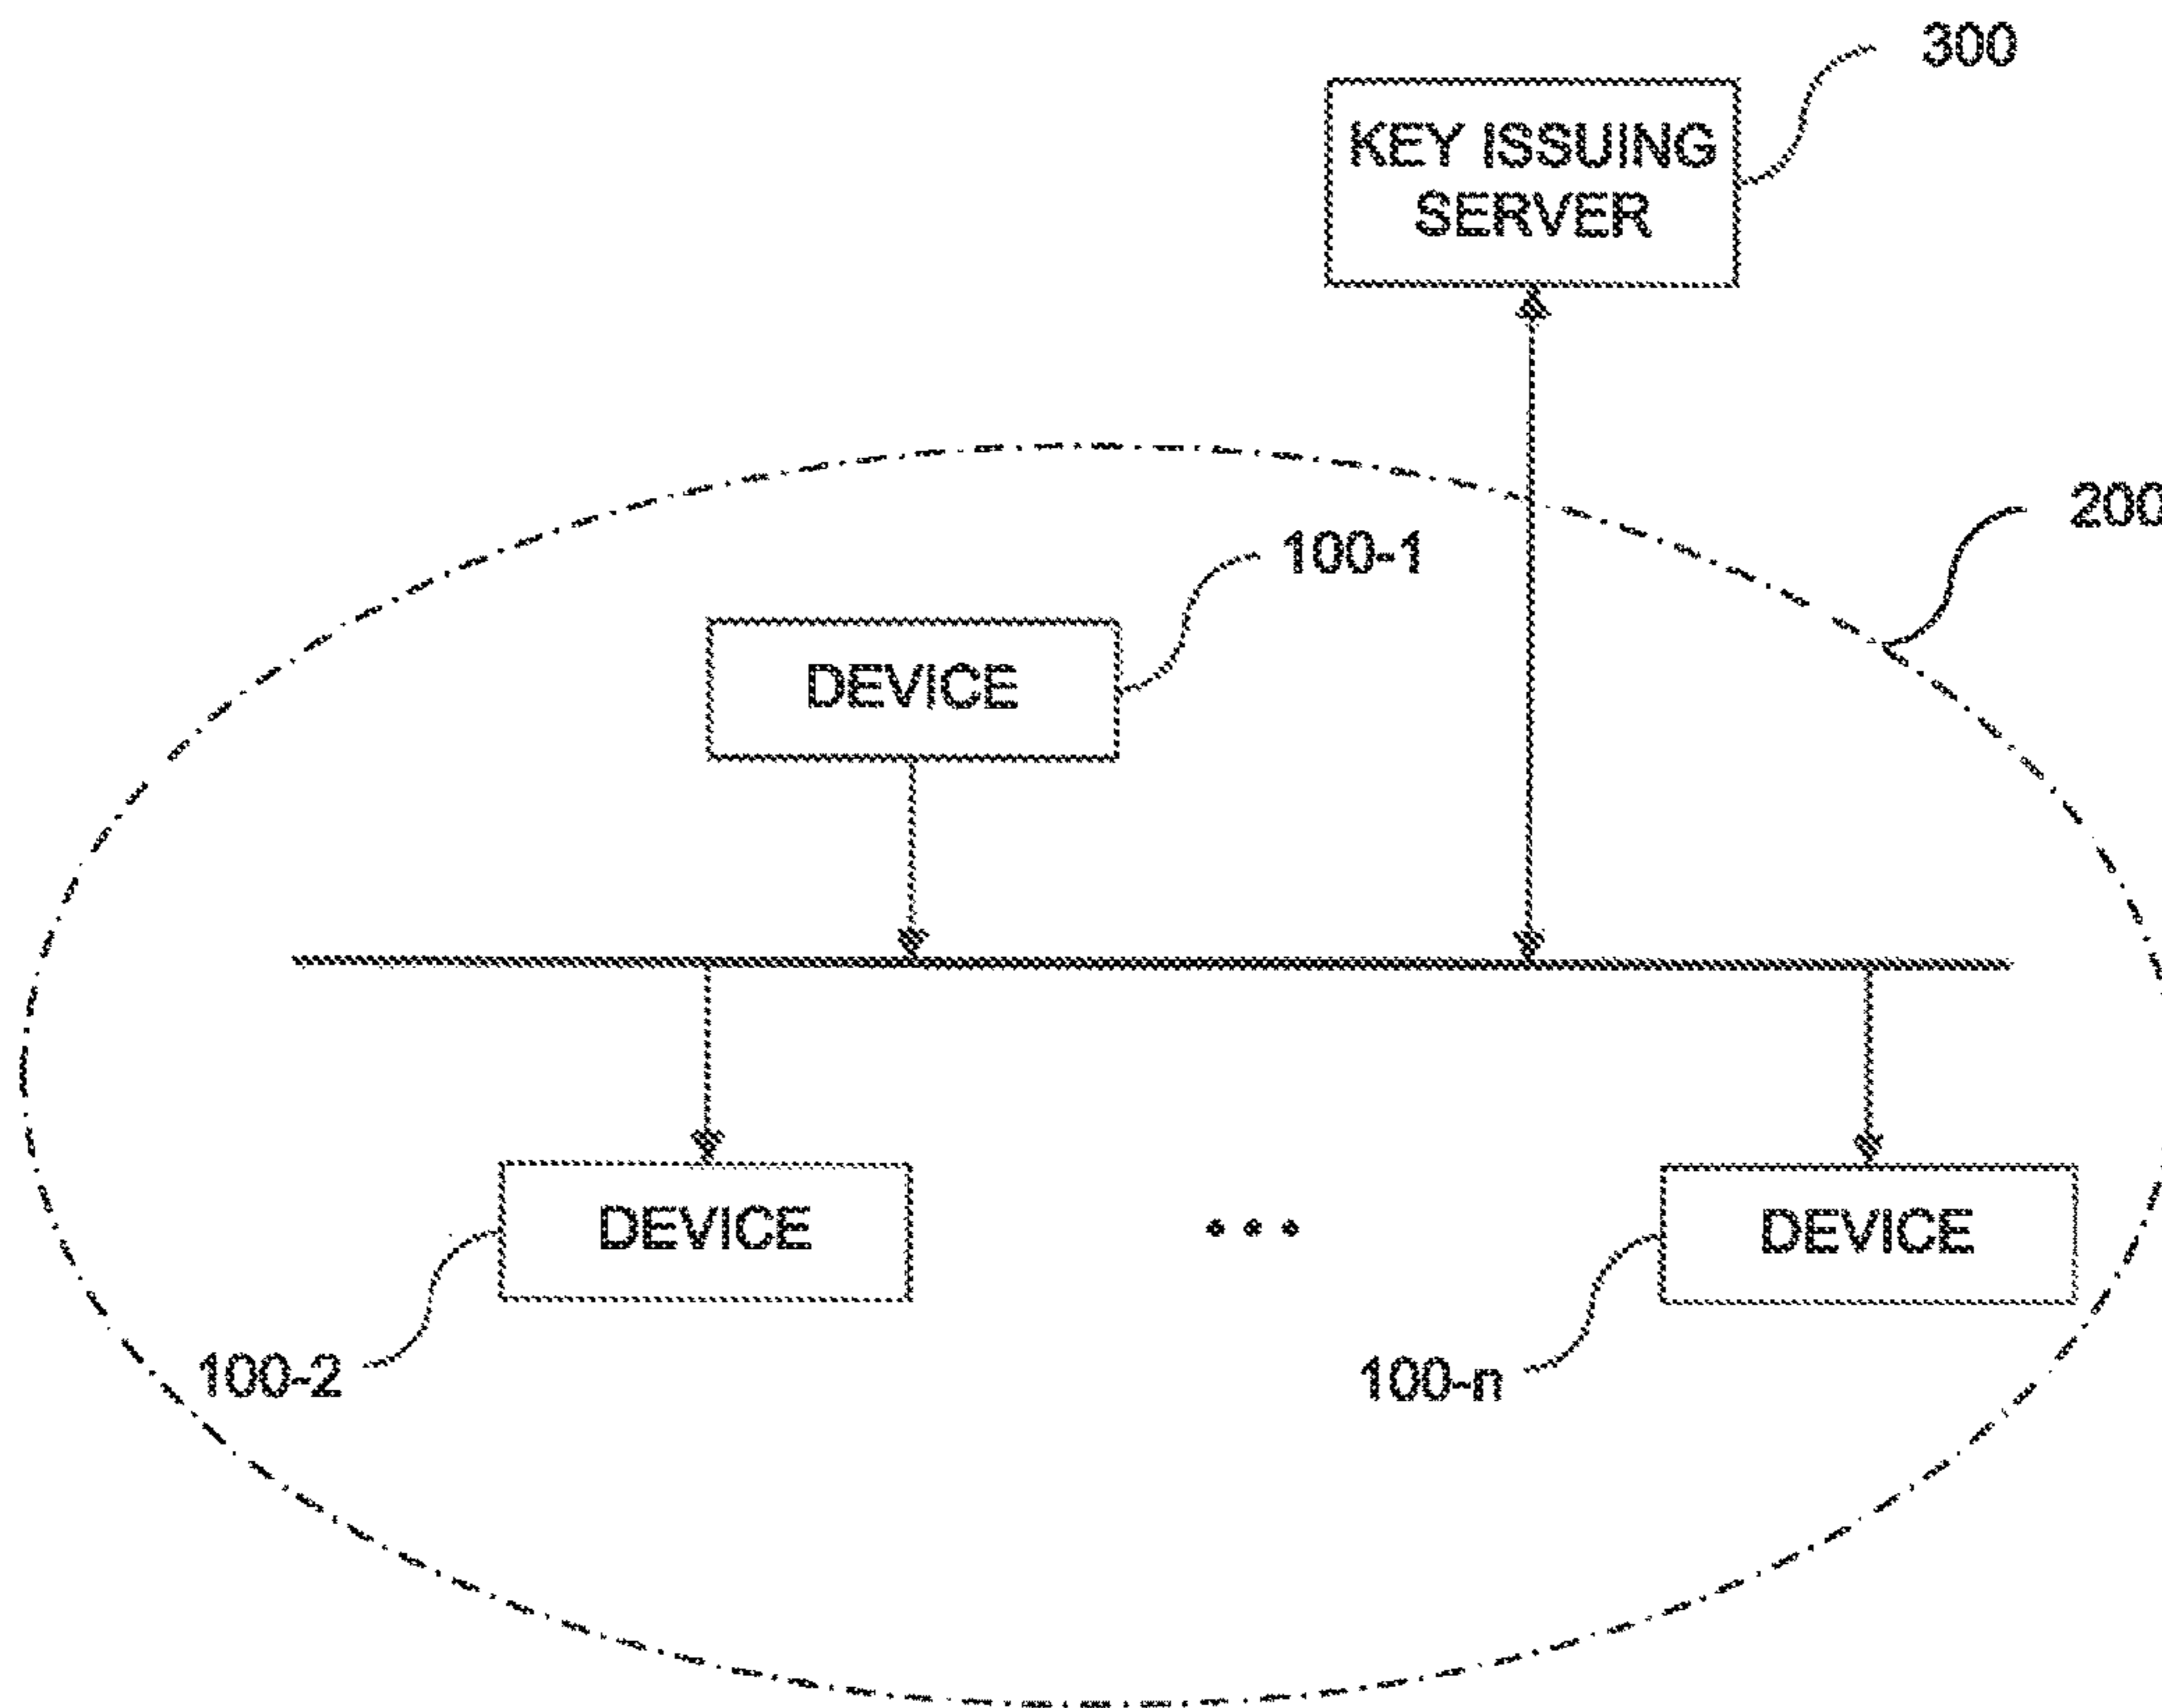 300
KEY ISSUING
SERVER
200
100-1
DEVICE
DEVICE
• • •
DEVICE
100-2
100-n